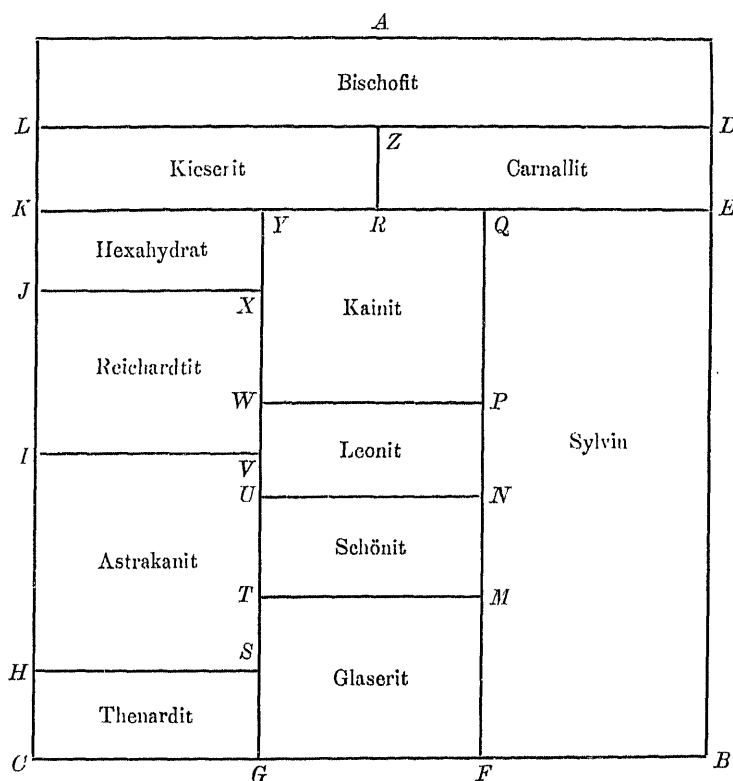 A
Bischofit
L
D
Z
Kieserit
Carnallit
K
Y
R
Q
E
Hexahydrat
J
X
Kainit
Reichardtit
W
P
I
V
Leonit
Sylvin
U
N
Schönit
Astrakanit
T
M
S
H
Glaserit
Thenardit
C
G
F
B